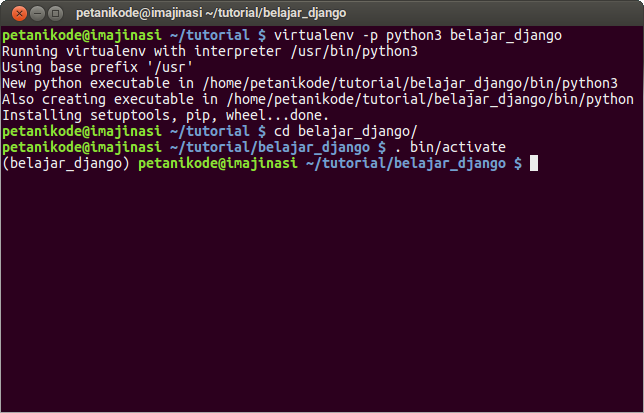 petanikode@imajinasi ~/tutorial/belajar_django
petanikode@imajinasi ~/tutorial $ virtualenv -p python3 belajar_django
Running virtualenv with interpreter /usr/bin/python3
Using base prefix '/usr'
New python executable in /home/petanikode/tutorial/belajar_django/bin/python3
Also creating executable in /home/petanikode/tutorial/belajar_django/bin/python
Installing setuptools, pip, wheel...done.
petanikode@imajinasi ~/tutorial $ cd belajar_django/
petanikode@imajinasi ~/tutorial/belajar_django $ . bin/activate
(belajar_django) petanikode@imajinasi ~/tutorial/belajar_django $